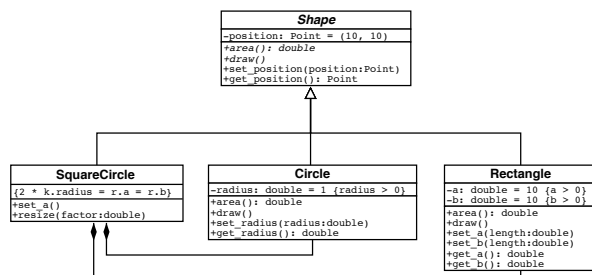 Shape
-position: Point = (10, 10)
+area(): double
+draw()
+set_position(position:Point)
+get_position(): Point
SquareCircle
{2 * k.radius = r.a = r.b}
+set_a()
+resize(factor:double)
Circle
-radius: double = 1 {radius > 0}
+area(): double
+draw()
+set_radius(radius:double)
+get_radius(): double
Rectangle
-a: double = 10 {a > 0}
-b: double = 10 {b > 0}
+area(): double
+draw()
+set_a(length:double)
+set_b(length:double)
+get_a(): double
+get_b(): double